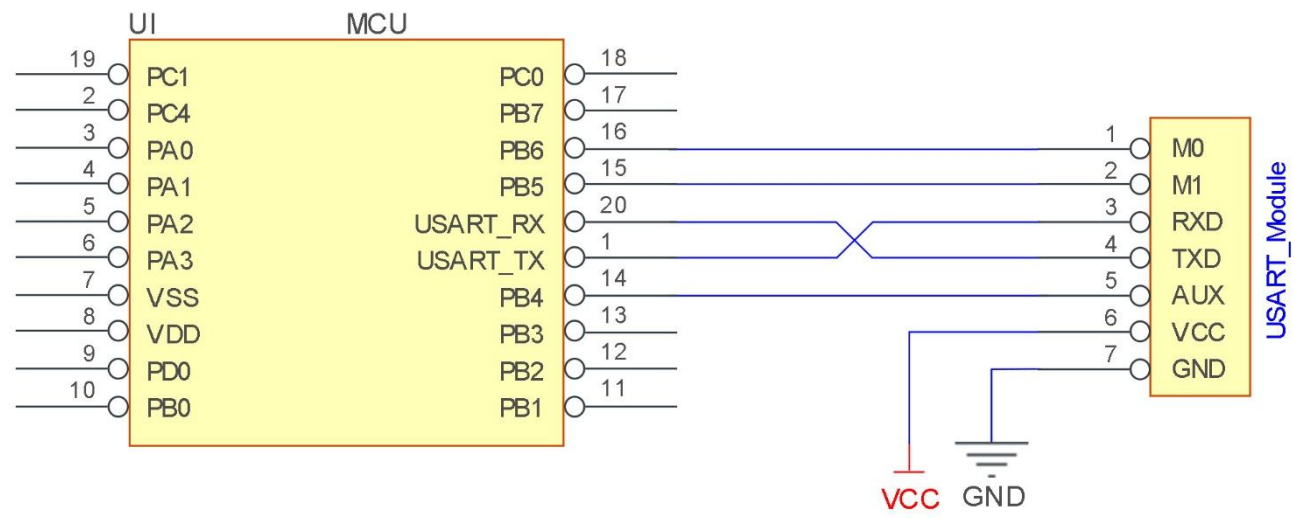 UI MCU
19 PC1 PC0 18
2 PC4 PB7 17
3 PA0 PB6 16 1 M0
4 PA1 PB5 15 2 M1
5 PA2 USART_RX 20 3 RXD
6 PA3 USART_TX 1 4 TXD
7 VSS PB4 14 5 AUX
8 VDD PB3 13 6 VCC
9 PD0 PB2 12 7 GND
10 PB0 PB1 11
USART_Module
VCC GND